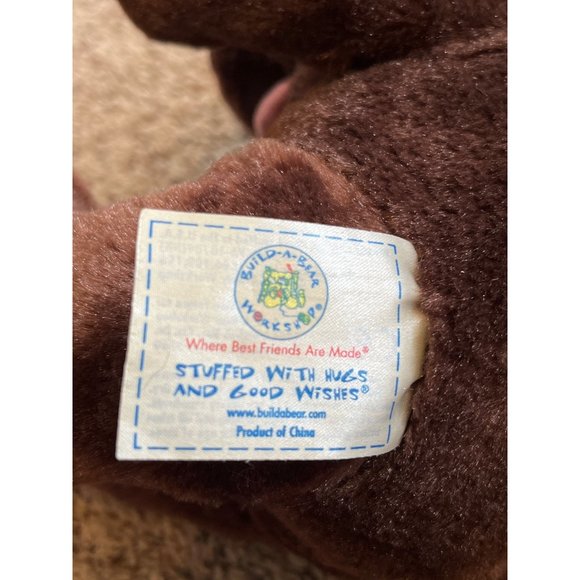 BUILD-A-BEAR
WORKSHOP®
Where Best Friends Are Made®
STUFFED WITH HUGS
AND GOOD WISHES®
www.buildabear.com
Product of China